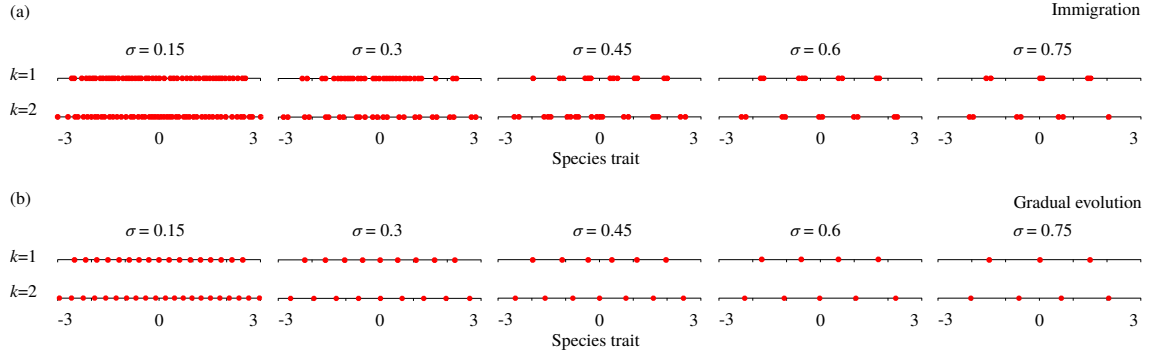 (a)
Immigration
σ = 0.15 σ = 0.3 σ = 0.45 σ = 0.6 σ = 0.75
k=1
k=2
-3 0 3 -3 0 3 -3 0 3 -3 0 3 -3 0 3
Species trait
(b)
Gradual evolution
σ = 0.15 σ = 0.3 σ = 0.45 σ = 0.6 σ = 0.75
k=1
k=2
-3 0 3 -3 0 3 -3 0 3 -3 0 3 -3 0 3
Species trait